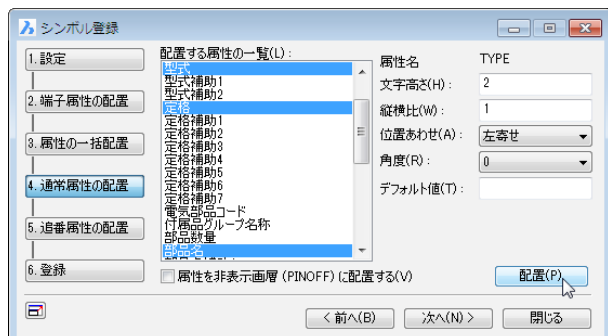 シンボル登録
1. 設定
2. 端子属性の配置
3. 属性の一括配置
4. 通常属性の配置
5. 追番属性の配置
6. 登録
配置する属性の一覧(L):
型式
型式補助1
型式補助2
定格
定格補助1
定格補助2
定格補助3
定格補助4
定格補助5
定格補助6
定格補助7
電気部品コード
付属品グループ名称
部品数量
部品名
属性を非表示画層 (PINOFF) に配置する(V)
属性名 TYPE
文字高さ(H): 2
縦横比(W): 1
位置あわせ(A): 左寄せ
角度(R): 0
デフォルト値(T):
配置(P)
< 前へ(B)
次へ(N) >
閉じる